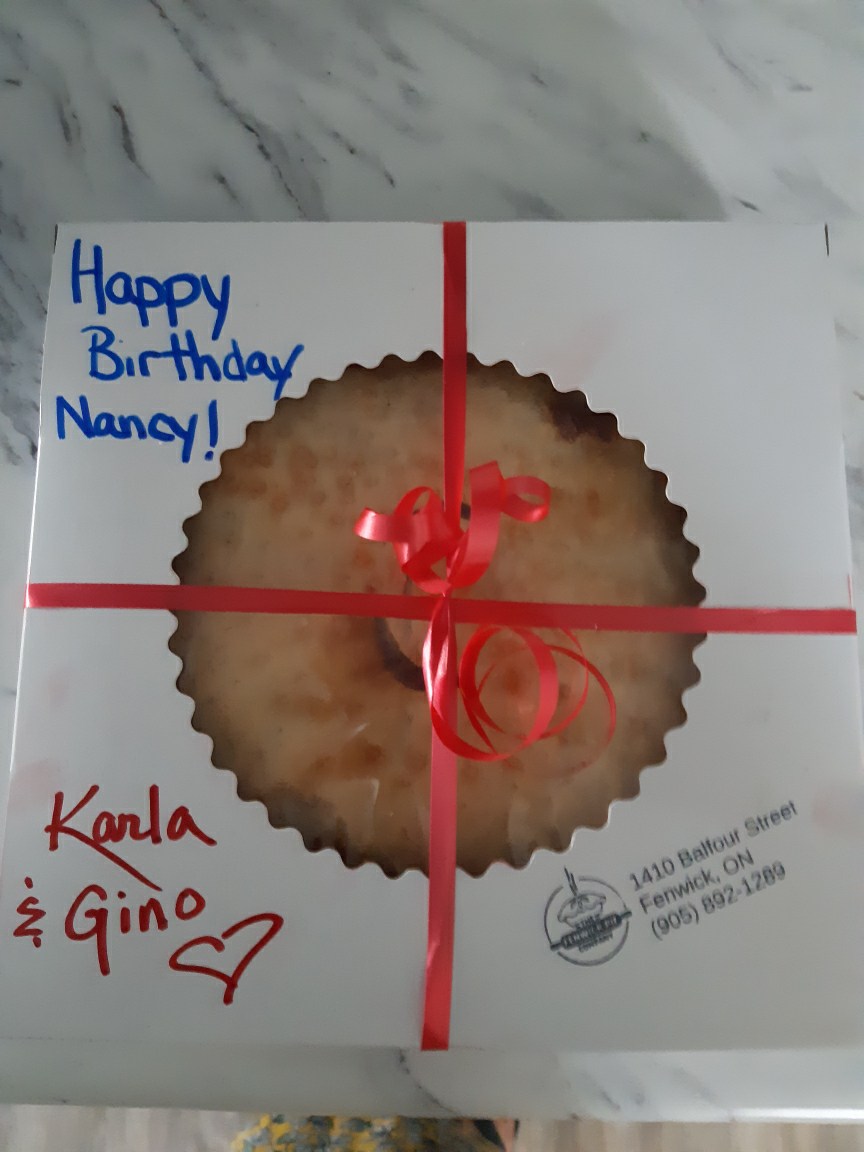 Happy
Birthday
Nancy!
Karla
& Gino
1410 Balfour Street
Fenwick, ON
(905) 892-1289